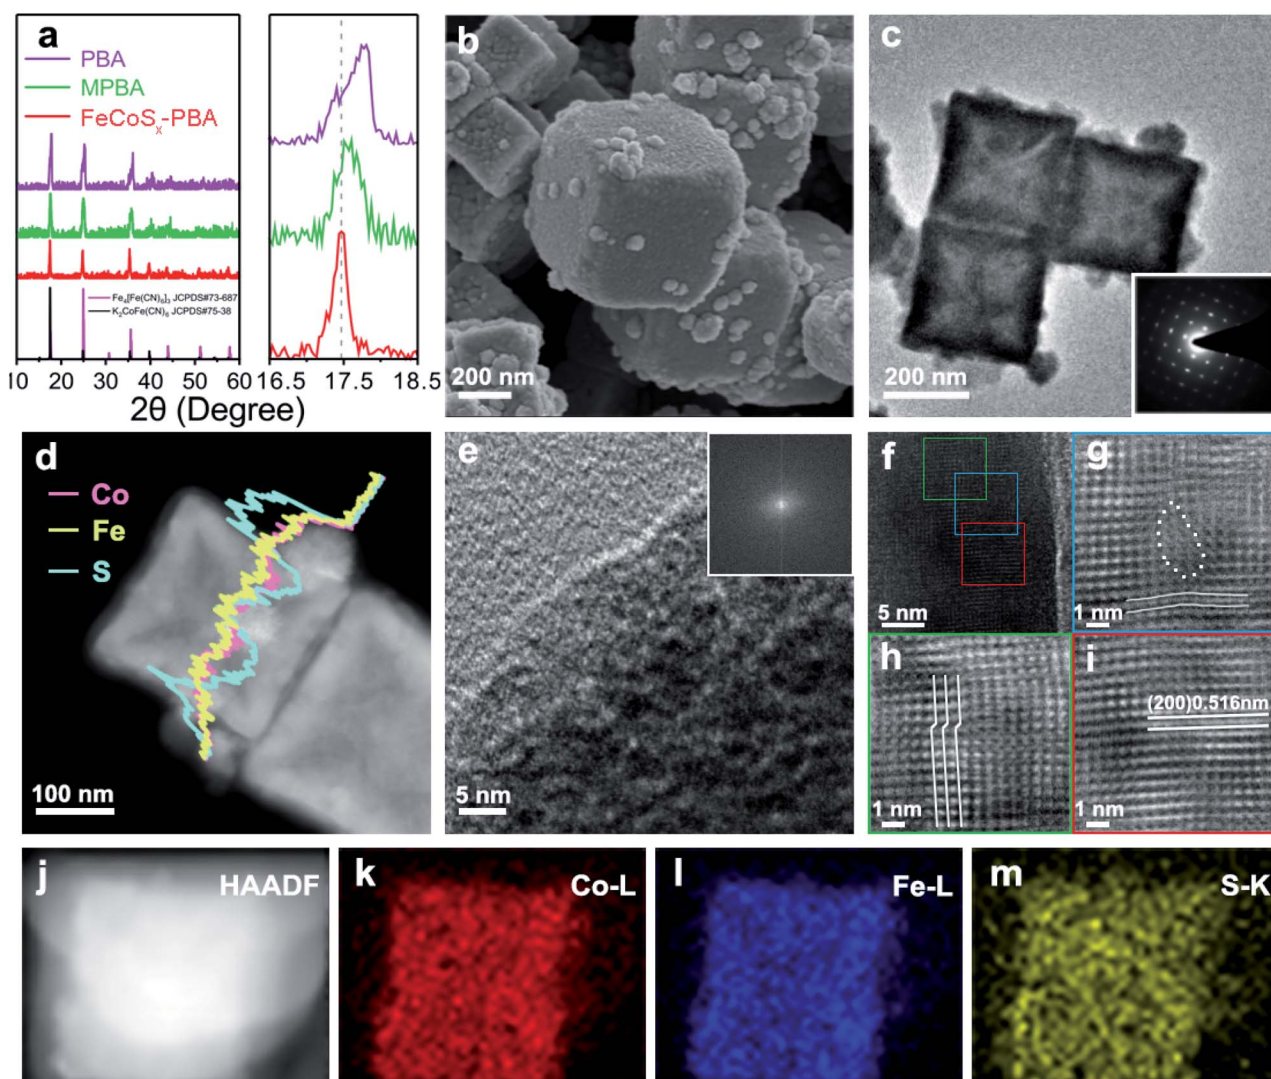 a
PBA
MPBA
FeCoSₓ-PBA
Fe₄[Fe(CN)₆]₃ JCPDS#73-687
K₂CoFe(CN)₆ JCPDS#75-38
10 20 30 40 50 60 16.5 17.5 18.5
2θ (Degree)
b
200 nm
c
200 nm
d
Co
Fe
S
100 nm
e
5 nm
f
5 nm
g
1 nm
h
1 nm
i
(200)0.516nm
1 nm
j
HAADF
k
Co-L
l
Fe-L
m
S-K